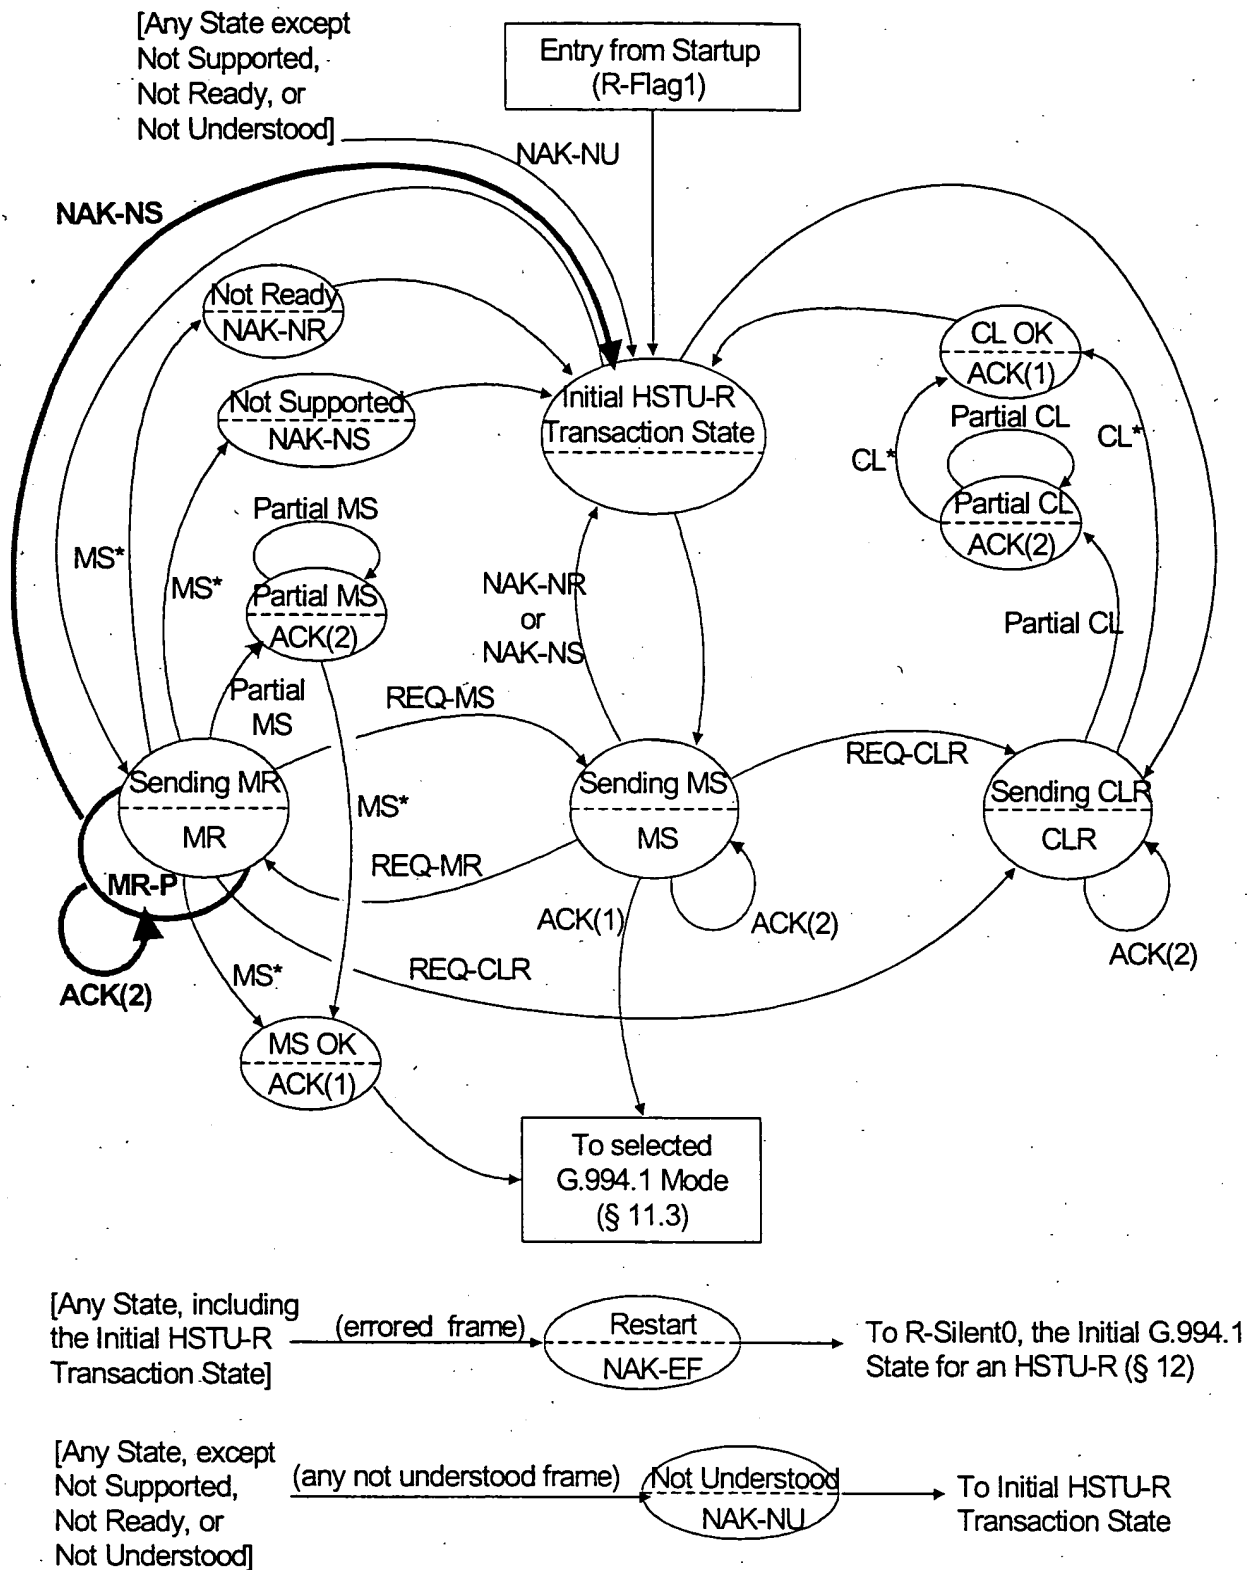 [Any State except
Not Supported,
Not Ready, or
Not Understood]
Entry from Startup
(R-Flag1)
NAK-NU
NAK-NS
Not Ready
NAK-NR
Not Supported
NAK-NS
Initial HSTU-R
Transaction State
CL OK
ACK(1)
Partial CL
CL*
CL*
Partial CL
ACK(2)
Partial MS
MS*
MS*
Partial MS
ACK(2)
NAK-NR
or
NAK-NS
Partial CL
Partial
MS
REQ-MS
REQ-CLR
Sending MR
MR
Sending MS
MS
Sending CLR
CLR
MS*
REQ-MR
MR-P
ACK(1)
ACK(2)
ACK(2)
ACK(2)
MS*
REQ-CLR
MS OK
ACK(1)
To selected
G.994.1 Mode
(§ 11.3)
[Any State, including
the Initial HSTU-R
Transaction State]
(errored frame)
Restart
NAK-EF
To R-Silent0, the Initial G.994.1
State for an HSTU-R (§ 12)
[Any State, except
Not Supported,
Not Ready, or
Not Understood]
(any not understood frame)
Not Understood
NAK-NU
To Initial HSTU-R
Transaction State